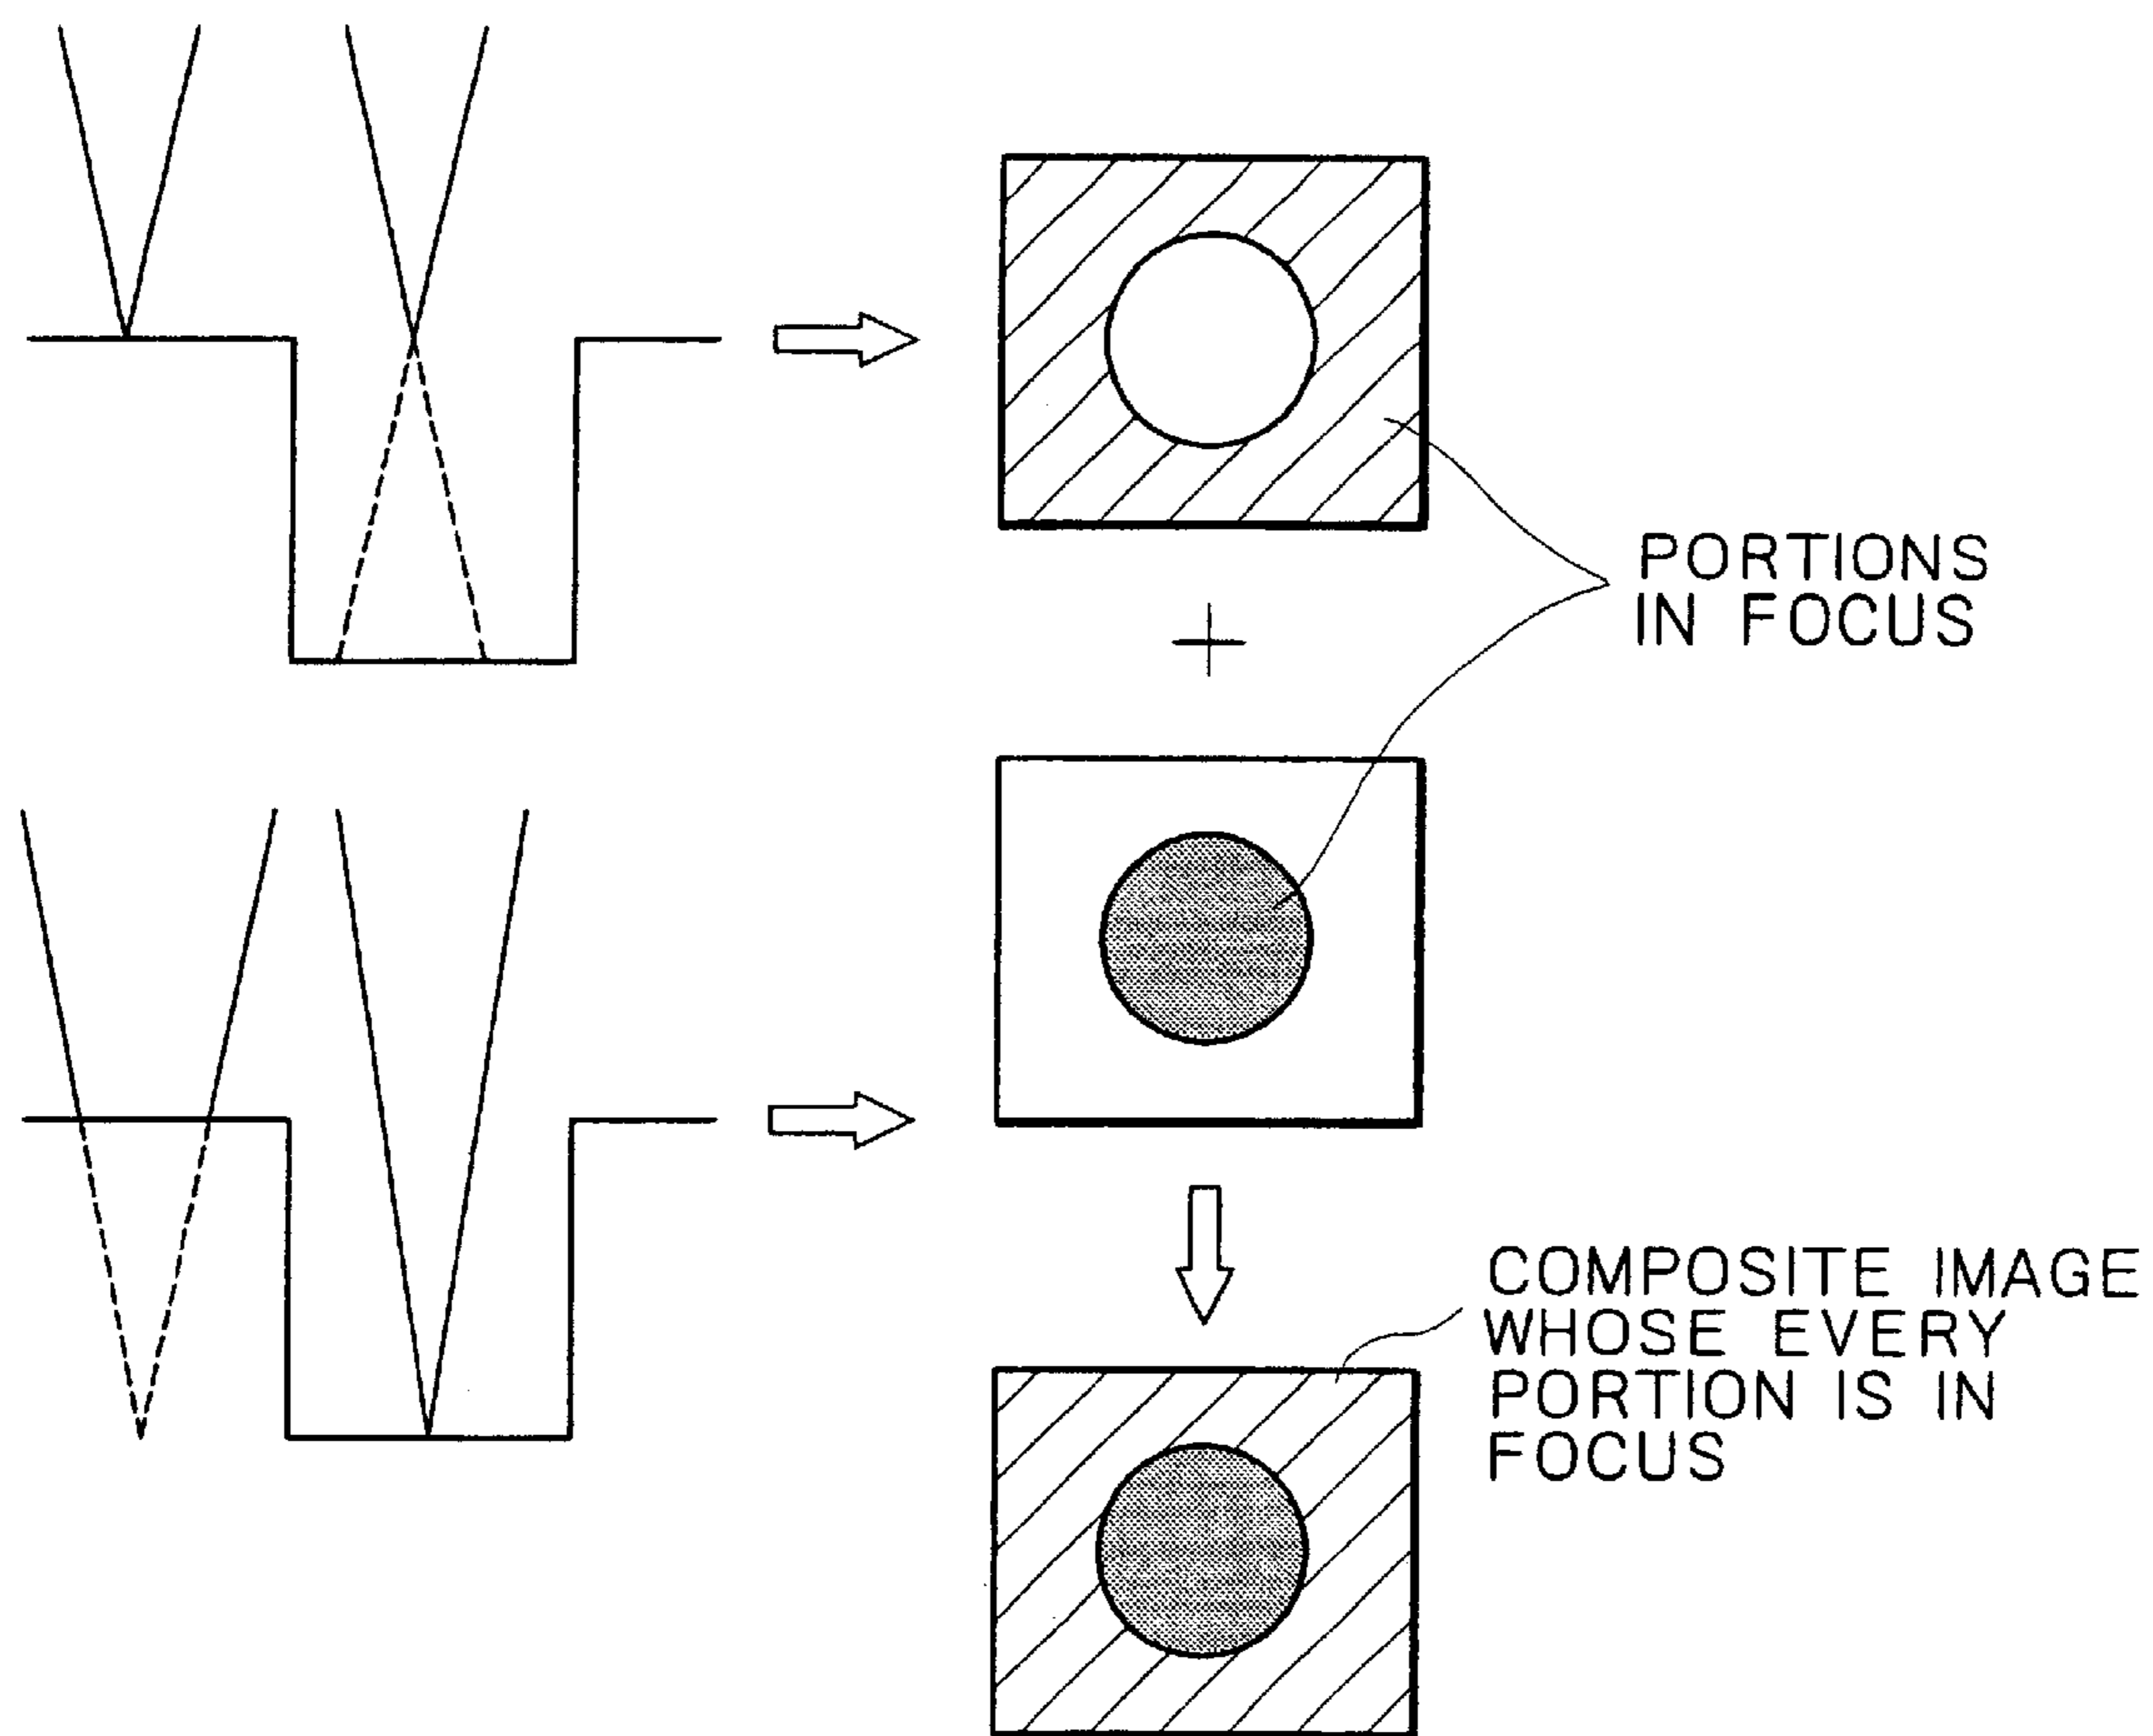 PORTIONS
IN FOCUS
+
COMPOSITE IMAGE
WHOSE EVERY
PORTION IS IN
FOCUS